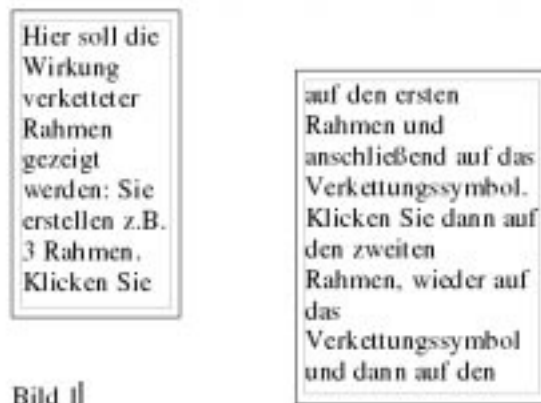 Hier soll die
Wirkung
verketteter
Rahmen
gezeigt
werden: Sie
erstellen z.B.
3 Rahmen.
Klicken Sie
auf den ersten
Rahmen und
anschließend auf das
Verkettungssymbol.
Klicken Sie dann auf
den zweiten
Rahmen, wieder auf
das
Verkettungssymbol
und dann auf den
Bild 1